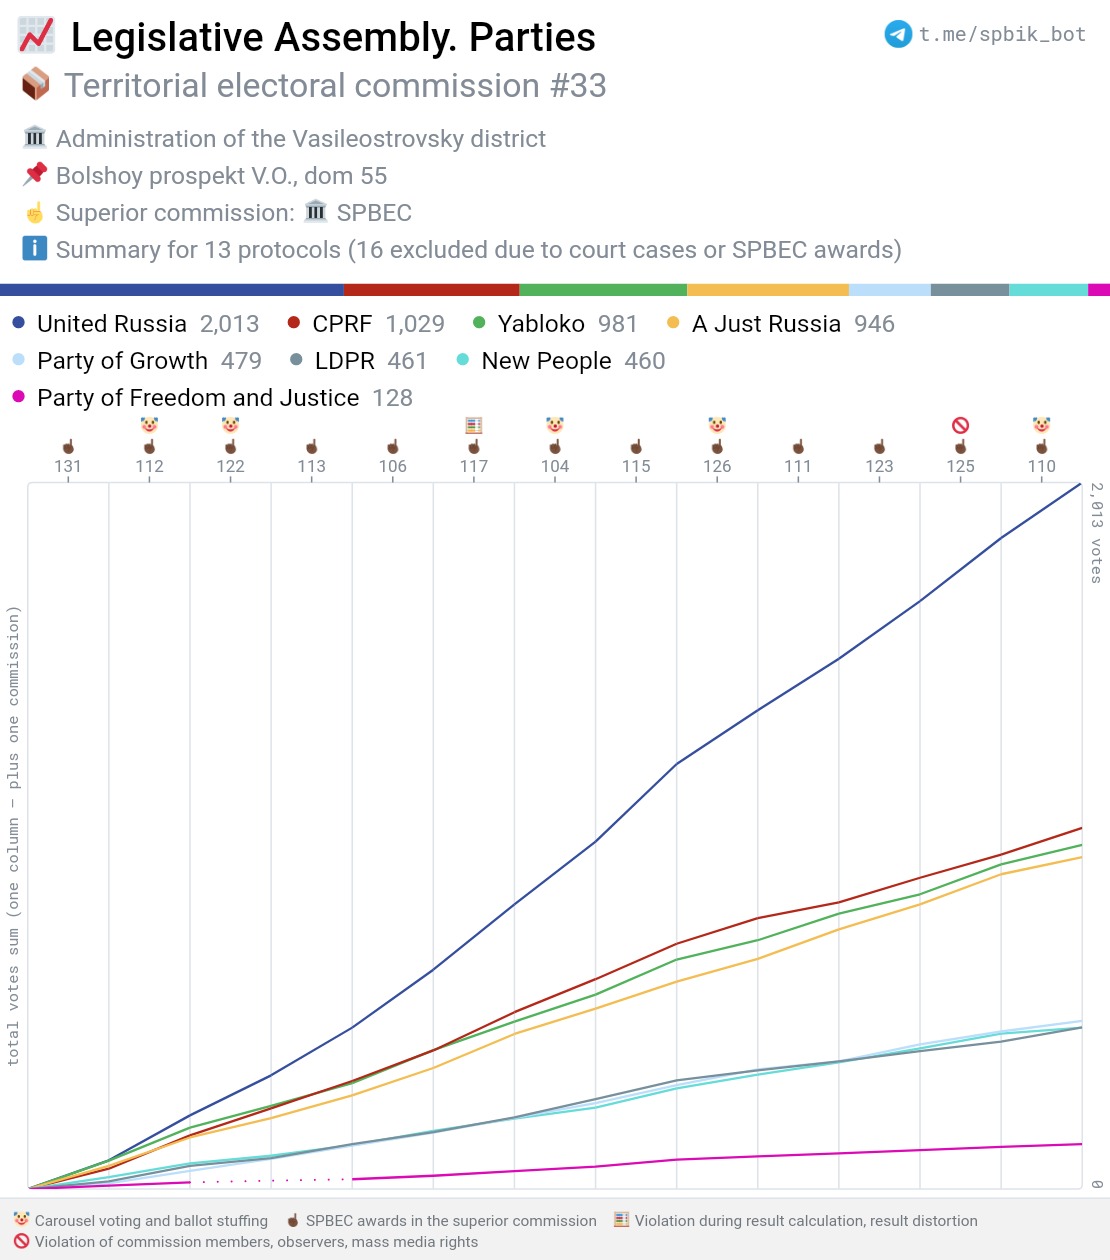 Legislative Assembly. Parties
t.me/spbik_bot
Territorial electoral commission #33
Administration of the Vasileostrovsky district
Bolshoy prospekt V.O., dom 55
Superior commission: SPBEC
Summary for 13 protocols (16 excluded due to court cases or SPBEC awards)
United Russia 2,013 CPRF 1,029 Yabloko 981 A Just Russia 946
Party of Growth 479 LDPR 461 New People 460
Party of Freedom and Justice 128
131 112 122 113 106 117 104 115 126 111 123 125 110
2,013 votes
total votes sum (one column – plus one commission)
0
Carousel voting and ballot stuffing SPBEC awards in the superior commission Violation during result calculation, result distortion
Violation of commission members, observers, mass media rights